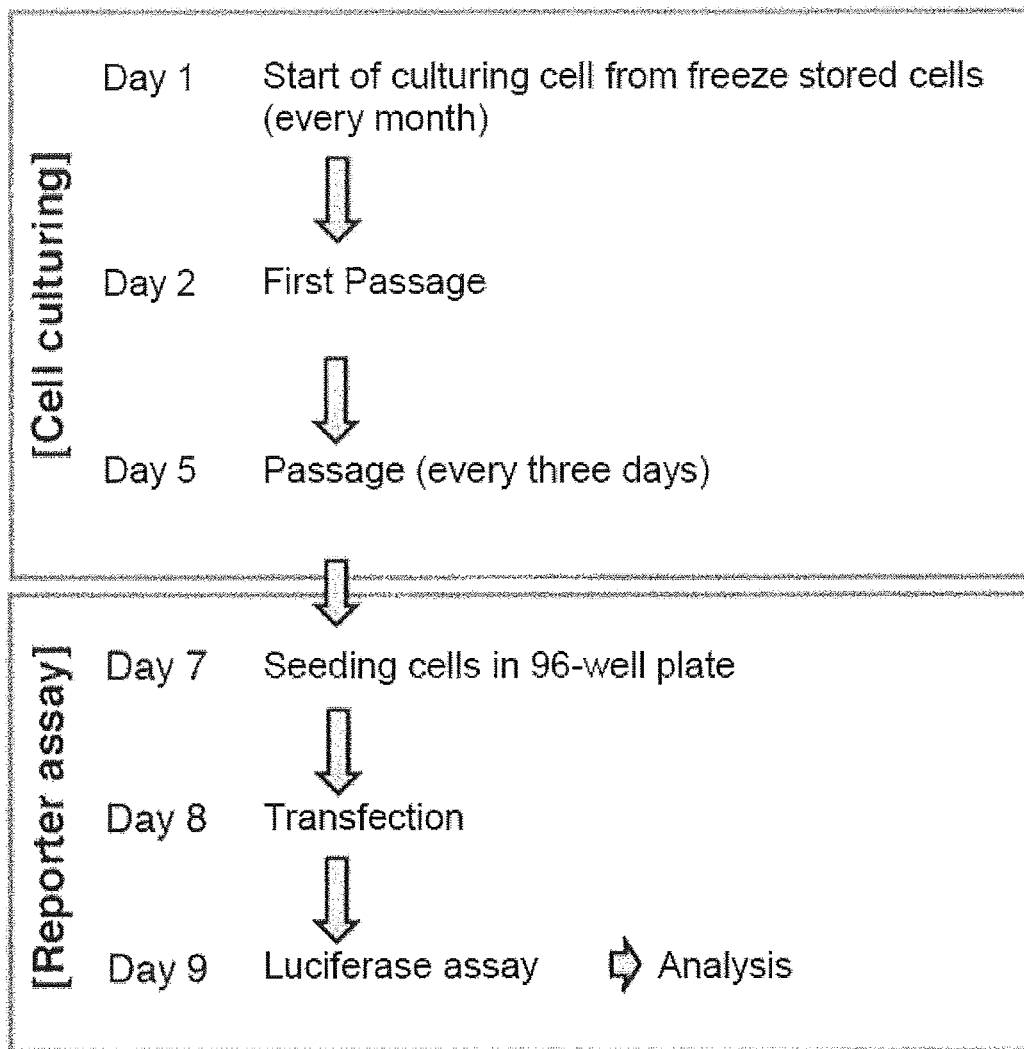 [Cell culturing]
Day 1 Start of culturing cell from freeze stored cells
(every month)
Day 2 First Passage
Day 5 Passage (every three days)
[Reporter assay]
Day 7 Seeding cells in 96-well plate
Day 8 Transfection
Day 9 Luciferase assay Analysis